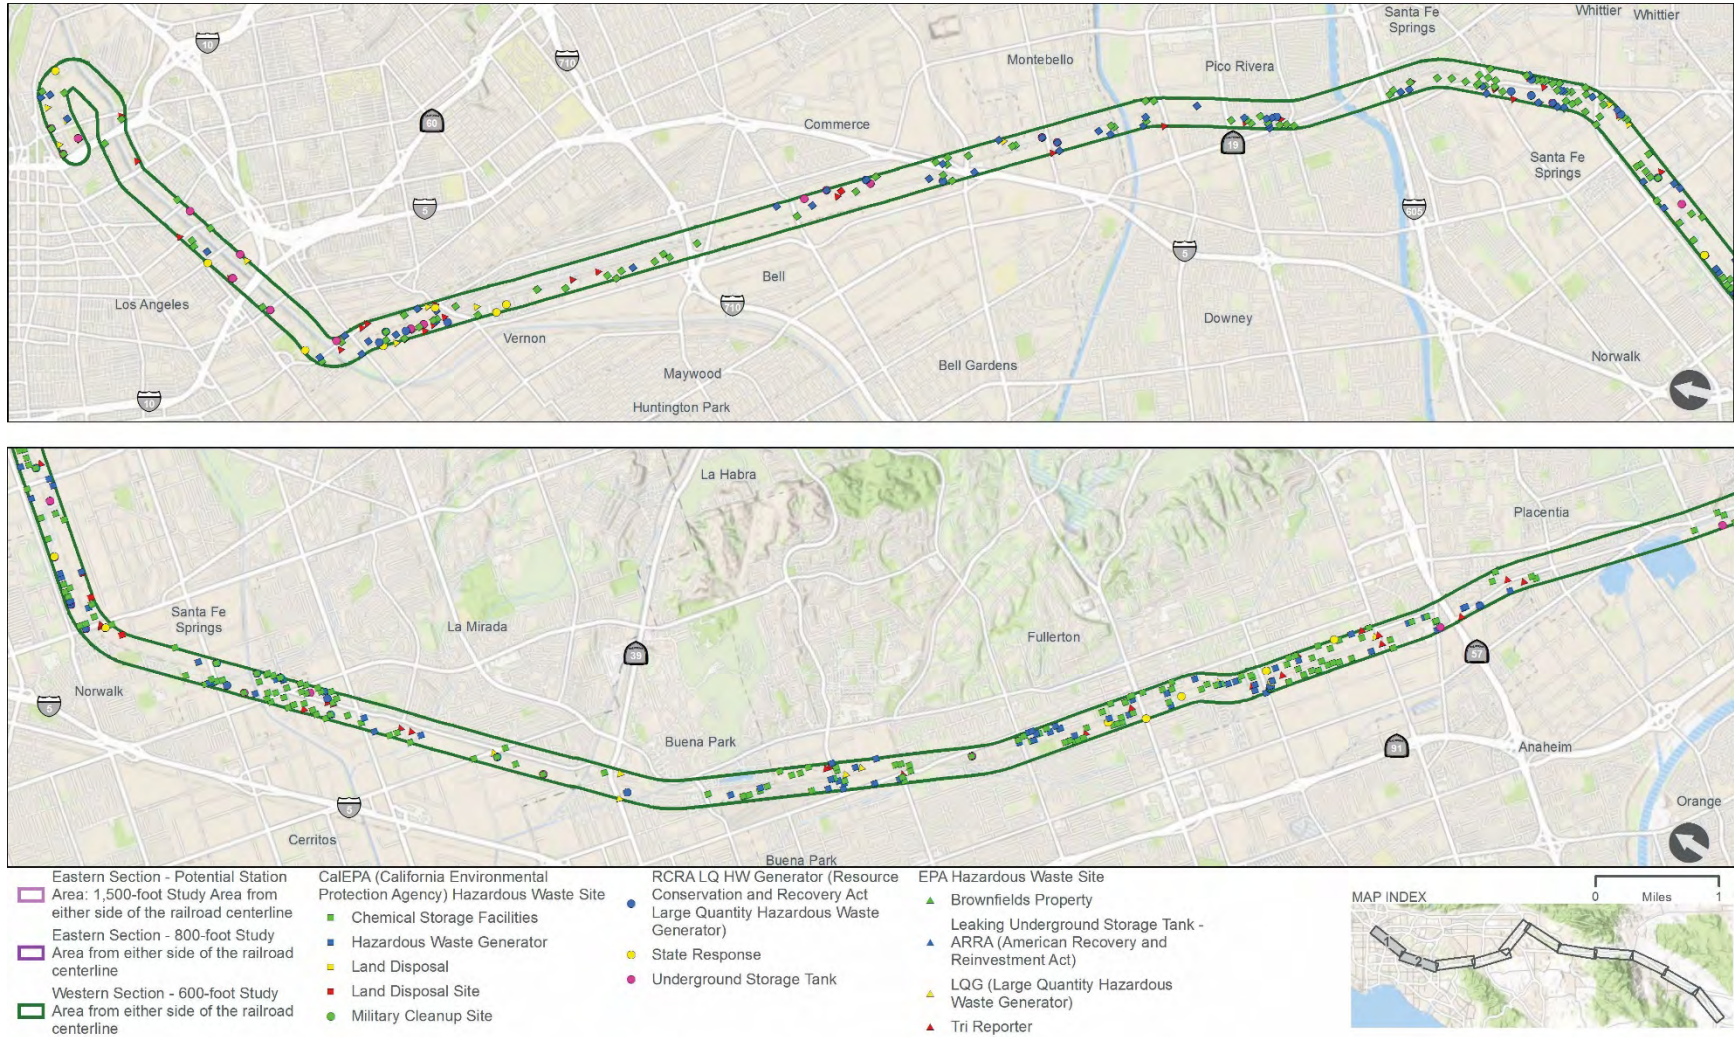 Santa Fe
Springs
Whittier
Whittier
10
710
Montebello
Pico Rivera
60
Commerce
19
Santa Fe
Springs
5
605
5
Bell
Los Angeles
710
Downey
Vernon
Norwalk
Bell Gardens
Maywood
10
Huntington Park
La Habra
Placentia
Santa Fe
Springs
La Mirada
Fullerton
39
57
Norwalk
5
Buena Park
91
Anaheim
5
Orange
Cerritos
Buena Park
Eastern Section - Potential Station
Area: 1,500-foot Study Area from
either side of the railroad centerline
Eastern Section - 800-foot Study
Area from either side of the railroad
centerline
Western Section - 600-foot Study
Area from either side of the railroad
centerline
CalEPA (California Environmental
Protection Agency) Hazardous Waste Site
Chemical Storage Facilities
Hazardous Waste Generator
Land Disposal
Land Disposal Site
Military Cleanup Site
RCRA LQ HW Generator (Resource
Conservation and Recovery Act
Large Quantity Hazardous Waste
Generator)
State Response
Underground Storage Tank
EPA Hazardous Waste Site
Brownfields Property
Leaking Underground Storage Tank -
ARRA (American Recovery and
Reinvestment Act)
LQG (Large Quantity Hazardous
Waste Generator)
Tri Reporter
MAP INDEX
0 Miles 1
1
2